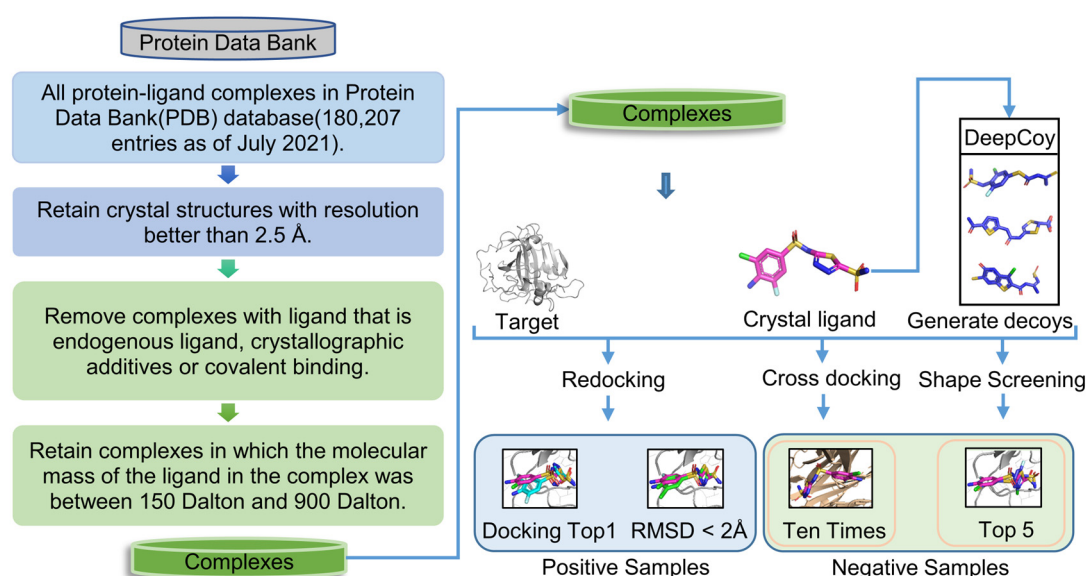 Protein Data Bank
All protein-ligand complexes in Protein
Data Bank(PDB) database(180,207
entries as of July 2021).
Retain crystal structures with resolution
better than 2.5 Å.
Remove complexes with ligand that is
endogenous ligand, crystallographic
additives or covalent binding.
Retain complexes in which the molecular
mass of the ligand in the complex was
between 150 Dalton and 900 Dalton.
Complexes
Complexes
DeepCoy
Target
Crystal ligand
Generate decoys
Redocking
Cross docking
Shape Screening
Docking Top1
RMSD < 2Å
Ten Times
Top 5
Positive Samples
Negative Samples